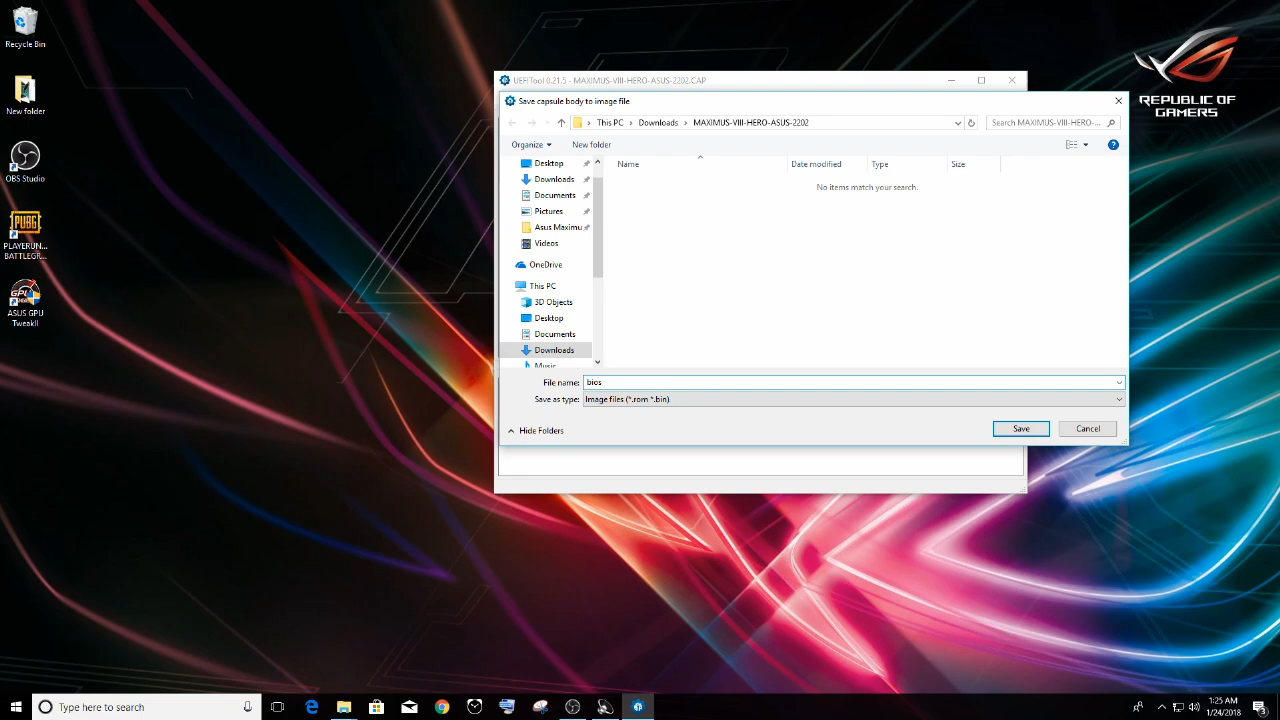 Recycle Bin
New folder
OBS Studio
PUBG
PLAYERUN...
BATTLEGR...
ASUS GPU
TweakII
REPUBLIC OF
GAMERS
UEFITool 0.21.5 - MAXIMUS-VIII-HERO-ASUS-2202.CAP
Save capsule body to image file
This PC
Downloads
MAXIMUS-VIII-HERO-ASUS-2202
Search MAXIMUS-VIII-HERO-...
Organize
New folder
Name
Date modified
Type
Size
No items match your search.
Desktop
Downloads
Documents
Pictures
Asus Maximu
Videos
OneDrive
This PC
3D Objects
Desktop
Documents
Downloads
Music
File name:
bios
Save as type:
Image files (*.rom *.bin)
Hide Folders
Save
Cancel
Type here to search
1:25 AM
1/24/2018
3